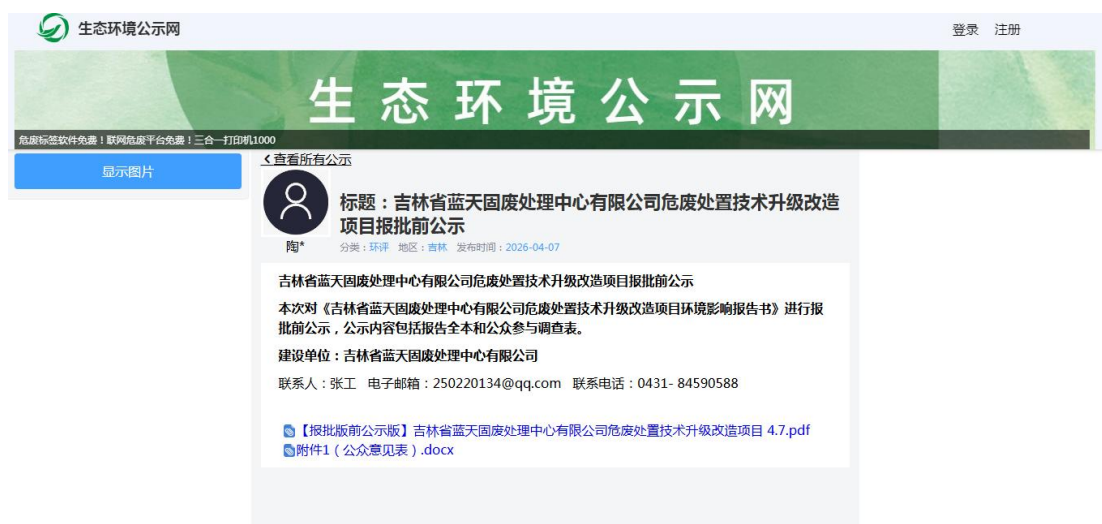 生态环境公示网
登录 注册
生态环境公示网
危废标签软件免费！联网危废平台免费！三合一打印机1000
显示图片
查看所有公示
标题：吉林省蓝天固废处理中心有限公司危废处置技术升级改造
项目报批前公示
陶*
分类：环评 地区：吉林 发布时间：2026-04-07
吉林省蓝天固废处理中心有限公司危废处置技术升级改造项目报批前公示
本次对《吉林省蓝天固废处理中心有限公司危废处置技术升级改造项目环境影响报告书》进行报
批前公示，公示内容包括报告全本和公众参与调查表。
建设单位：吉林省蓝天固废处理中心有限公司
联系人：张工 电子邮箱：250220134@qq.com 联系电话：0431- 84590588
【报批版前公示版】吉林省蓝天固废处理中心有限公司危废处置技术升级改造项目 4.7.pdf
附件1（公众意见表）.docx